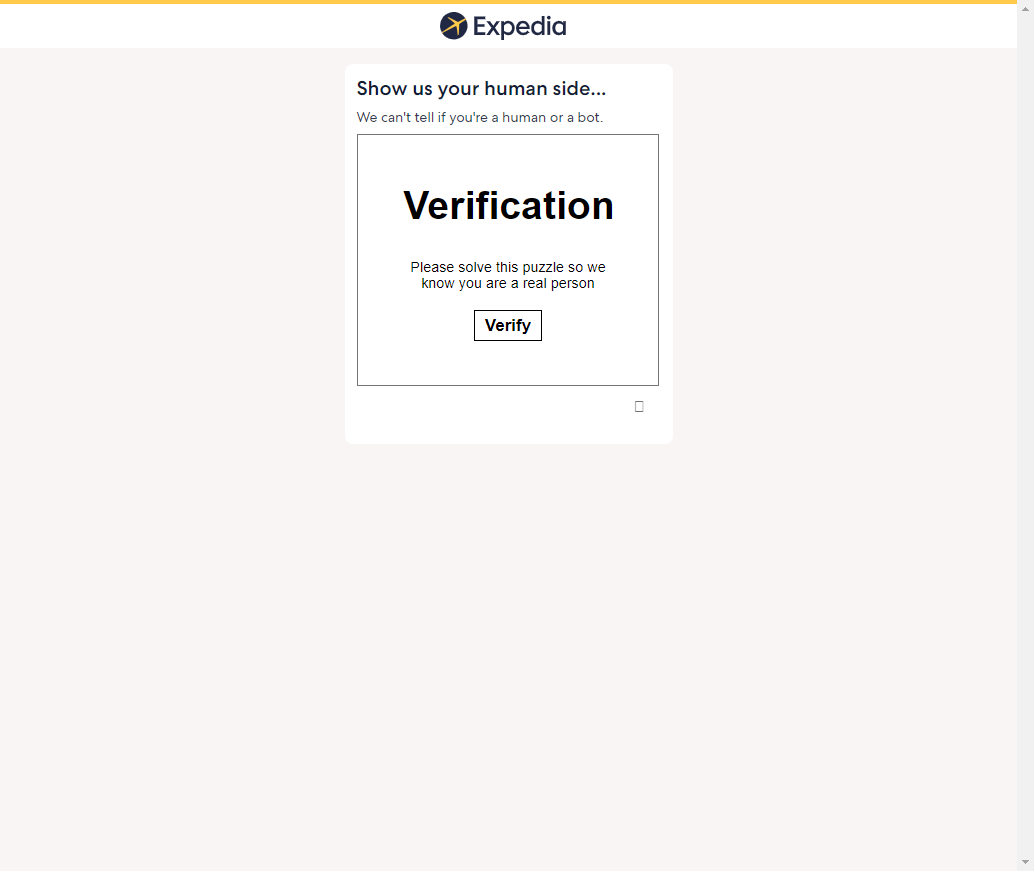 Expedia
Show us your human side...
We can't tell if you're a human or a bot.
Verification
Please solve this puzzle so we
know you are a real person
Verify